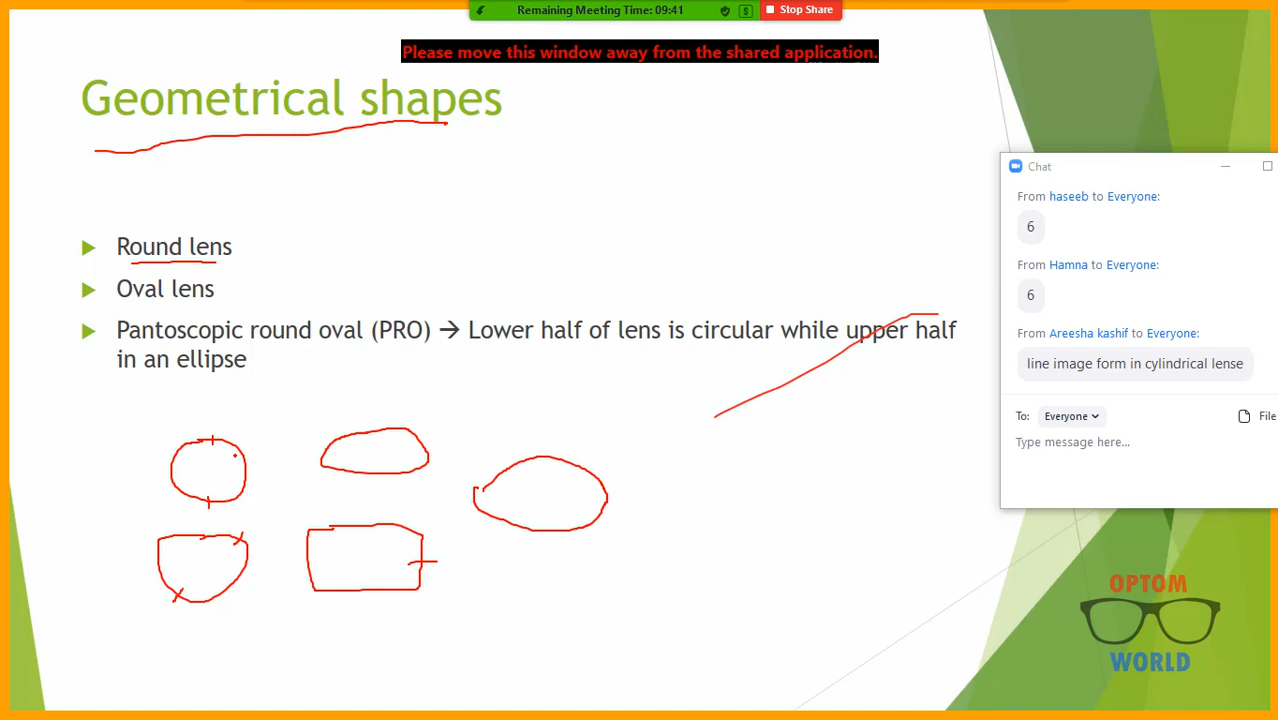 Remaining Meeting Time: 09:41
Stop Share
Please move this window away from the shared application.
Geometrical shapes
Round lens
Oval lens
Pantoscopic round oval (PRO) → Lower half of lens is circular while upper half
in an ellipse
Chat
From haseeb to Everyone:
6
From Hamna to Everyone:
6
From Areesha kashif to Everyone:
line image form in cylindrical lense
To: Everyone
File
Type message here...
OPTOM
WORLD